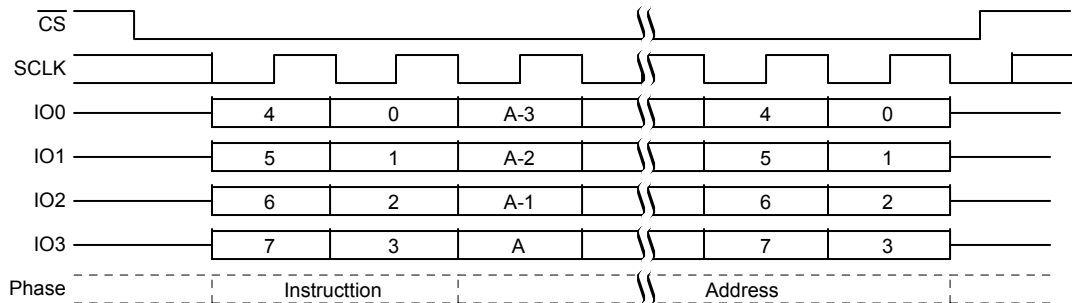 CS
SCLK
IO0 4 0 A-3 4 0
IO1 5 1 A-2 5 1
IO2 6 2 A-1 6 2
IO3 7 3 A 7 3
Phase Instructtion Address